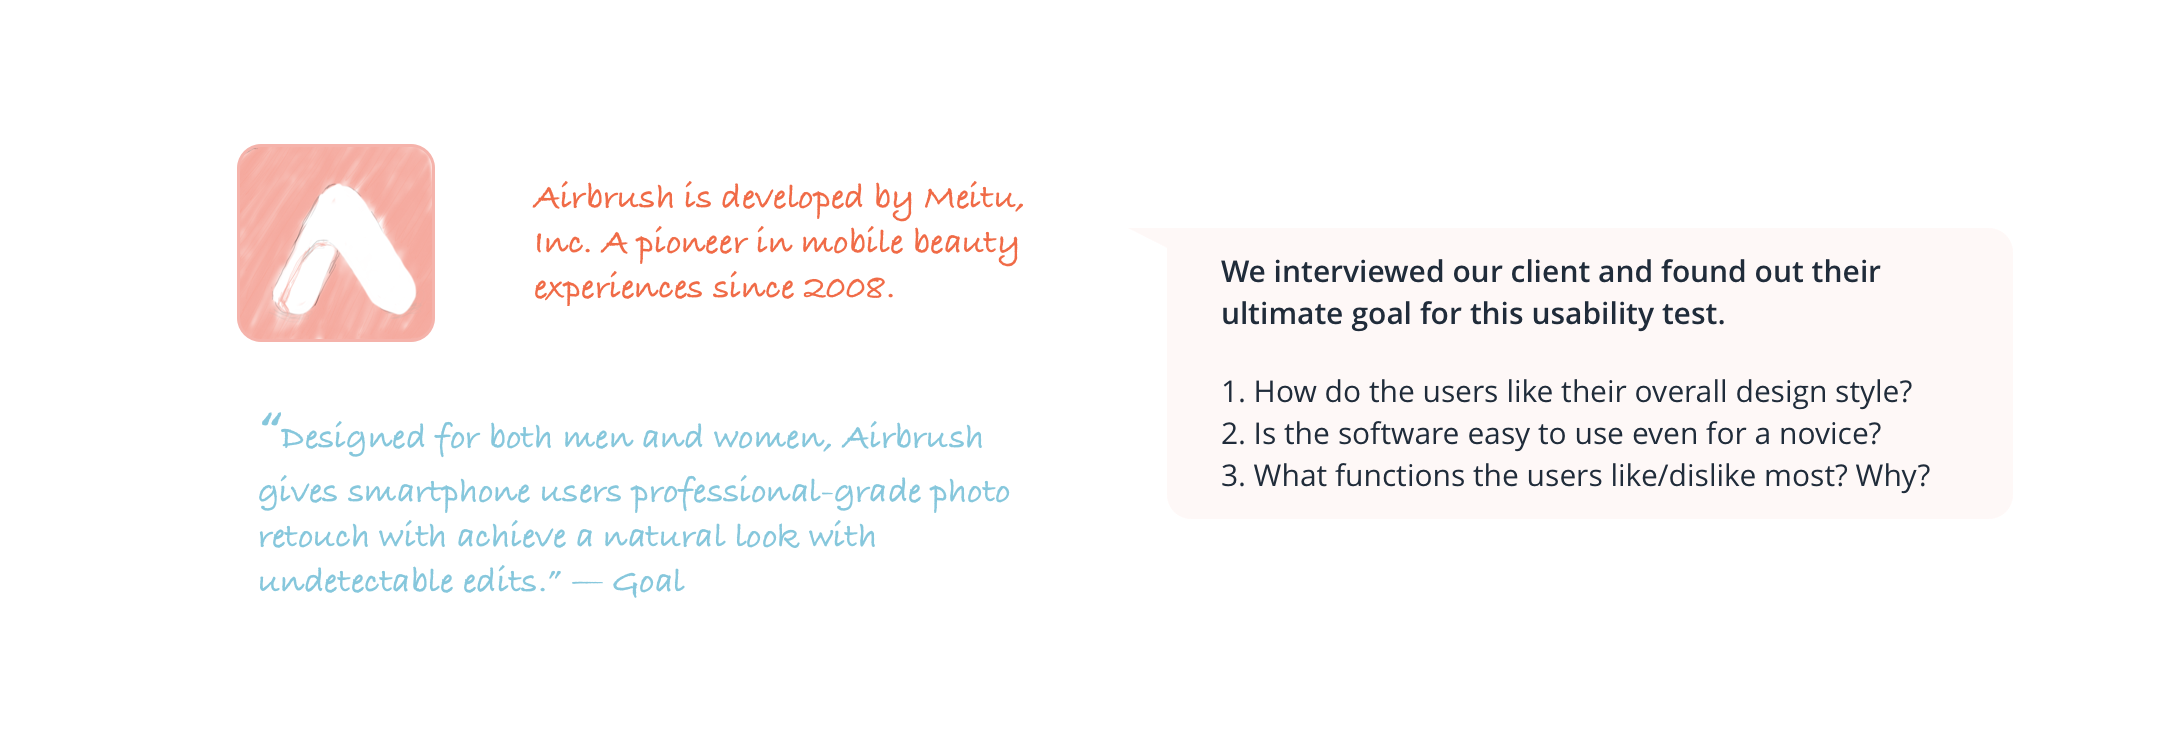 Airbrush is developed by Meitu,
Inc. A pioneer in mobile beauty
experiences since 2008.
“Designed for both men and women, Airbrush
gives smartphone users professional-grade photo
retouch with achieve a natural look with
undetectable edits.” — Goal
We interviewed our client and found out their
ultimate goal for this usability test.
1. How do the users like their overall design style?
2. Is the software easy to use even for a novice?
3. What functions the users like/dislike most? Why?